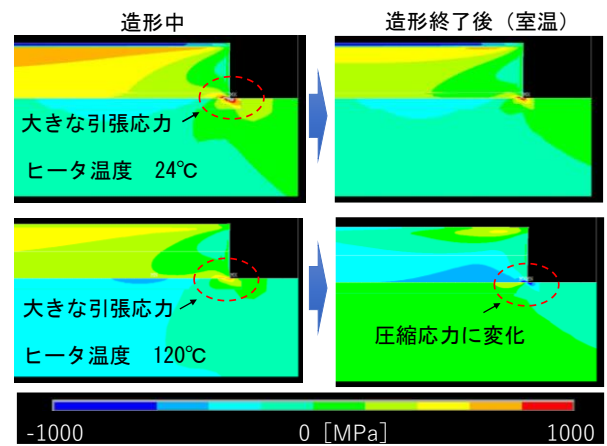 造形中
造形終了後（室温）
大きな引張応力
ヒータ温度　24℃
大きな引張応力
ヒータ温度　120℃
圧縮応力に変化
-1000　0 [MPa]　1000